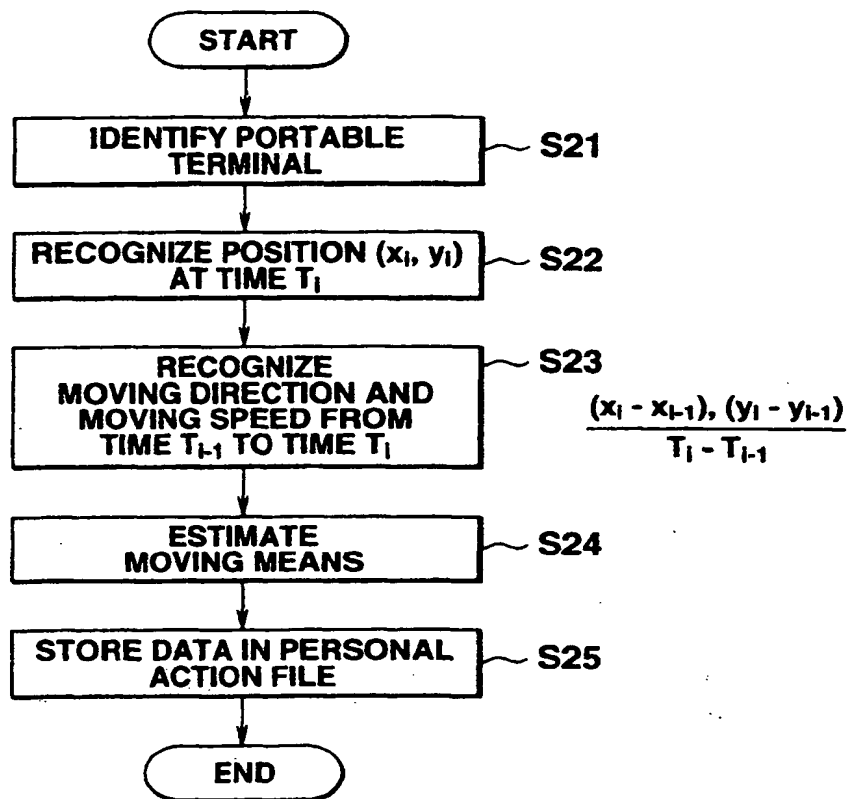 START
IDENTIFY PORTABLE
TERMINAL
S21
RECOGNIZE POSITION (xi, yi)
AT TIME Ti
S22
RECOGNIZE
MOVING DIRECTION AND
MOVING SPEED FROM
TIME Ti-1 TO TIME Ti
S23
(xi - xi-1), (yi - yi-1)
Ti - Ti-1
ESTIMATE
MOVING MEANS
S24
STORE DATA IN PERSONAL
ACTION FILE
S25
END